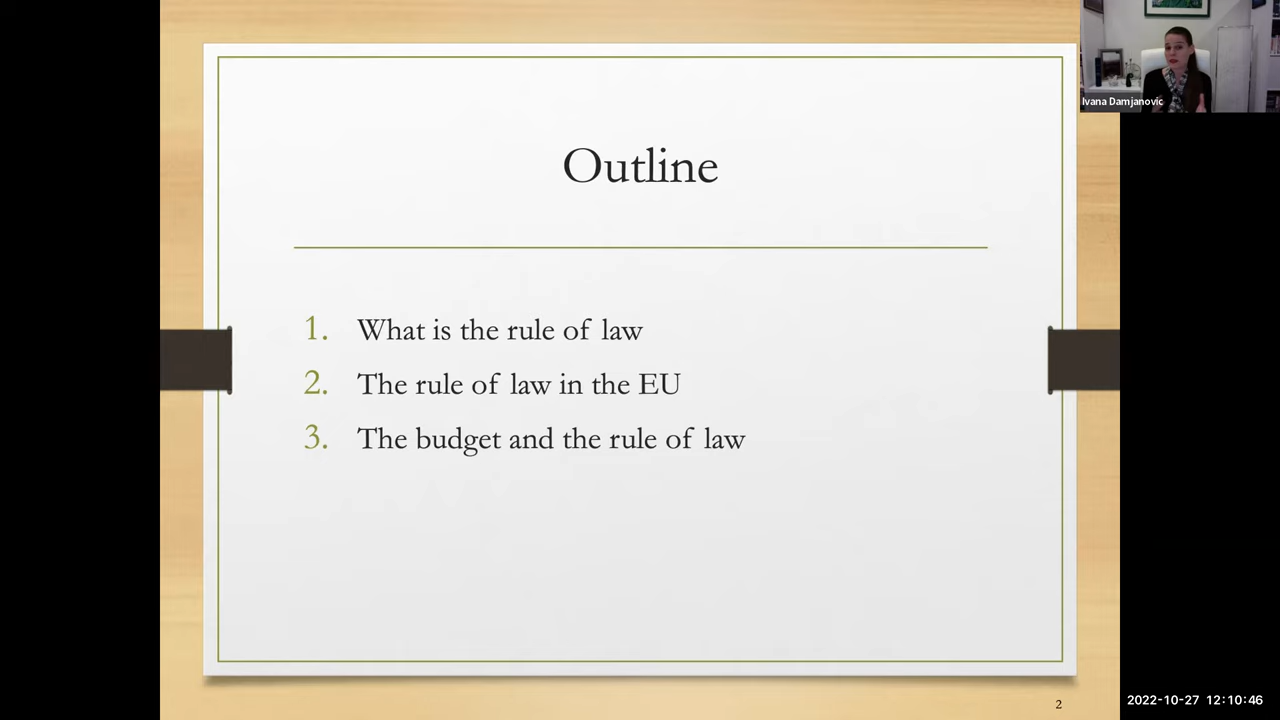 Ivana Damjanovic
Outline
1. What is the rule of law
2. The rule of law in the EU
3. The budget and the rule of law
2
2022-10-27 12:10:46